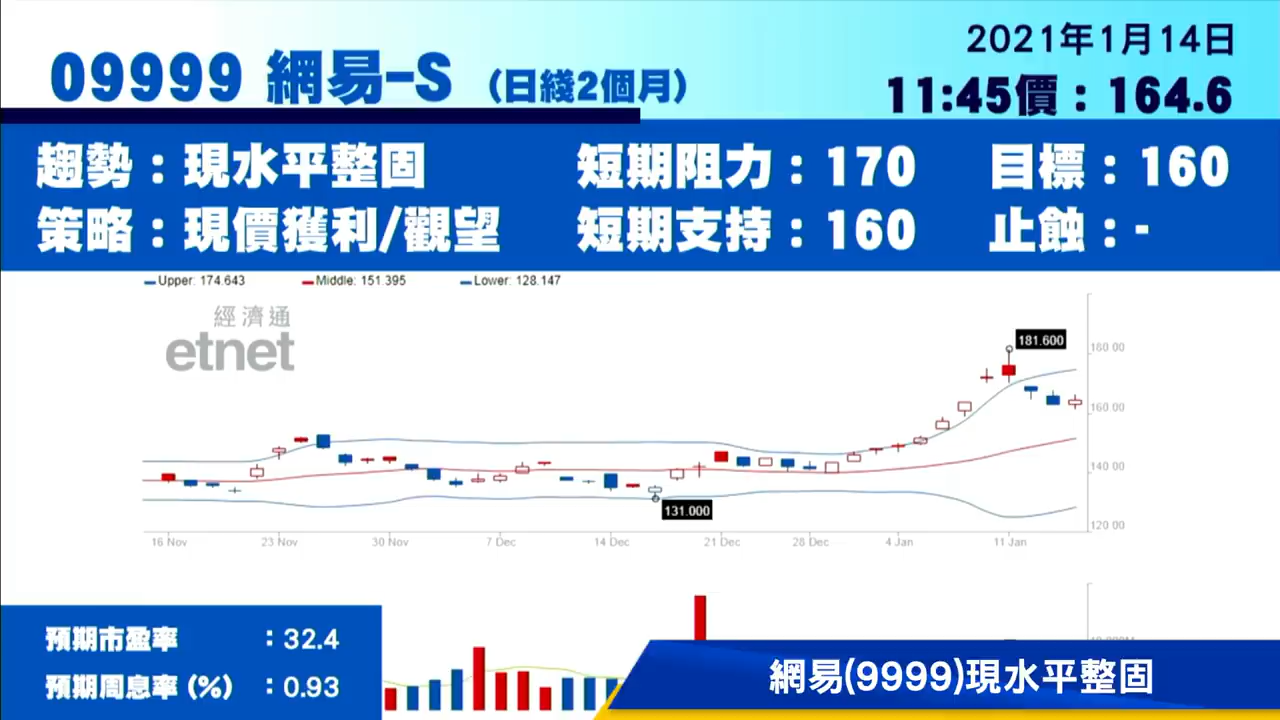 09999 網易-S (日綫2個月)
2021年1月14日
11:45價：164.6
趨勢：現水平整固 短期阻力：170 目標：160
策略：現價獲利/觀望 短期支持：160 止蝕：-
Upper: 174.643 Middle: 151.395 Lower: 128.147
經濟通
etnet
181.600
180.00
160.00
140.00
131.000
120.00
16 Nov 23 Nov 30 Nov 7 Dec 14 Dec 21 Dec 28 Dec 4 Jan 11 Jan
預期市盈率 ：32.4
預期周息率 (%) ：0.93
網易(9999)現水平整固